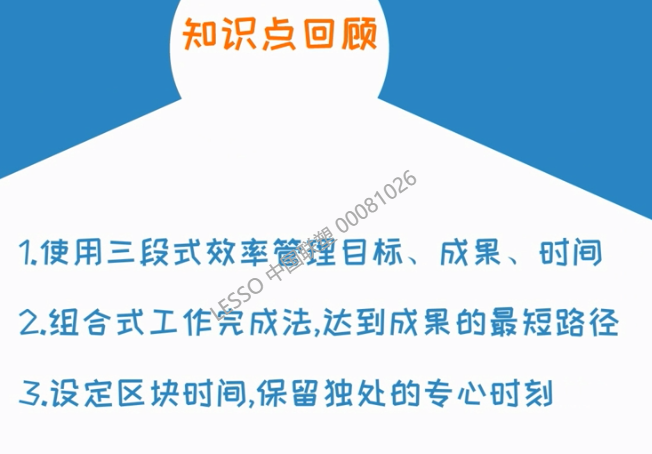 知识点回顾
LESSO 中国联塑 00081026
1.使用三段式效率管理目标、成果、时间
2.组合式工作完成法,达到成果的最短路径
3.设定区块时间,保留独处的专心时刻